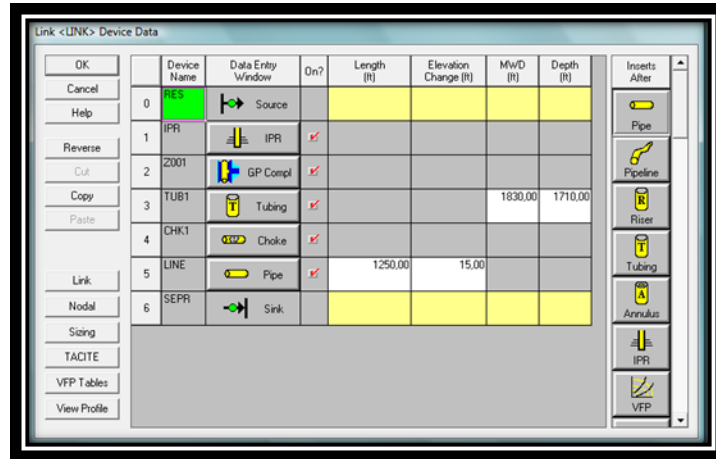 Link <LINK> Device Data
OK
Cancel
Help
Reverse
Cut
Copy
Paste
Link
Nodal
Sizing
TACITE
VFP Tables
View Profile
Device Name Data Entry Window On? Length (ft) Elevation Change (ft) MWD (ft) Depth (ft)
0 RES Source
1 IPR IPR
2 Z001 GP Compl
3 TUB1 T Tubing 1830,00 1710,00
4 CHK1 Choke
5 LINE Pipe 1250,00 15,00
6 SEPR Sink
Inserts After
Pipe
Pipeline
R
Riser
T
Tubing
A
Annulus
IPR
VFP